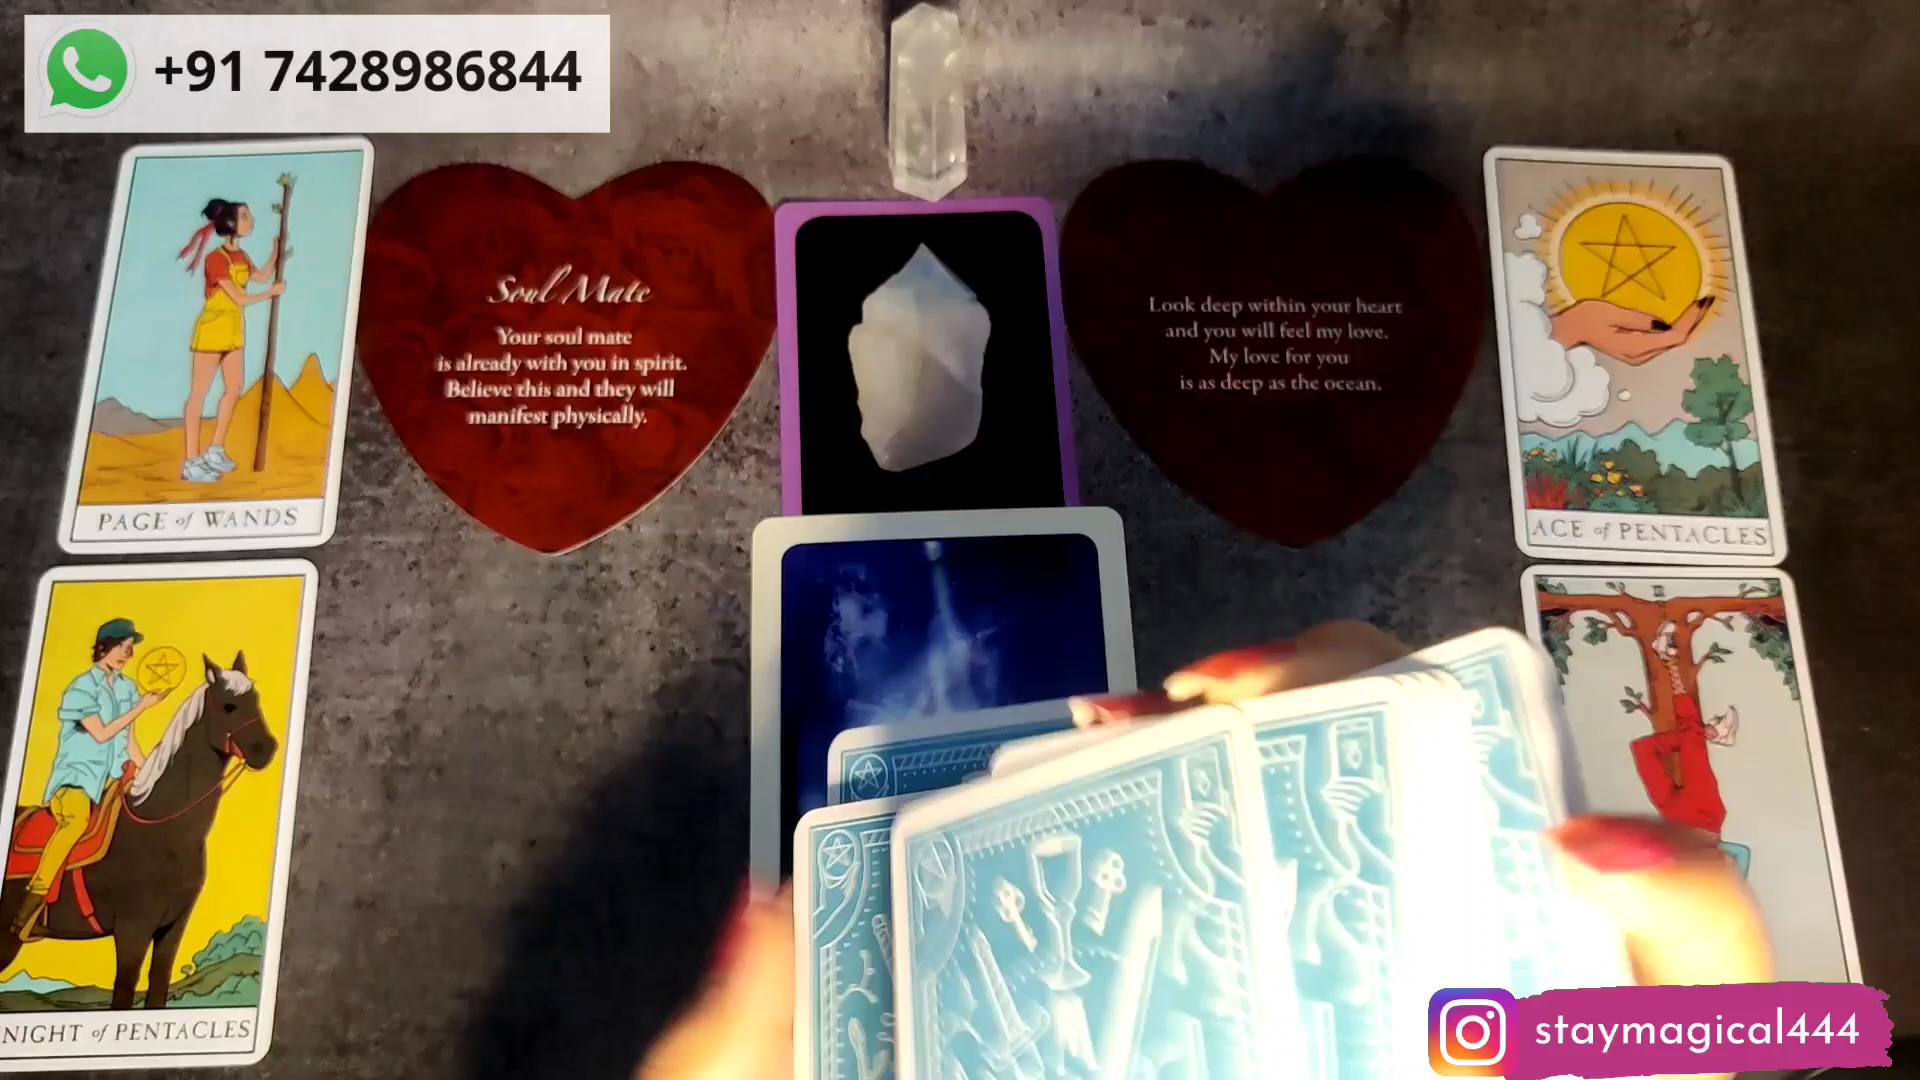 +91 7428986844
PAGE of WANDS
Soul Mate
Your soul mate
is already with you in spirit.
Believe this and they will
manifest physically.
Look deep within your heart
and you will feel my love.
My love for you
is as deep as the ocean.
ACE of PENTACLES
NIGHT of PENTACLES
staymagical444